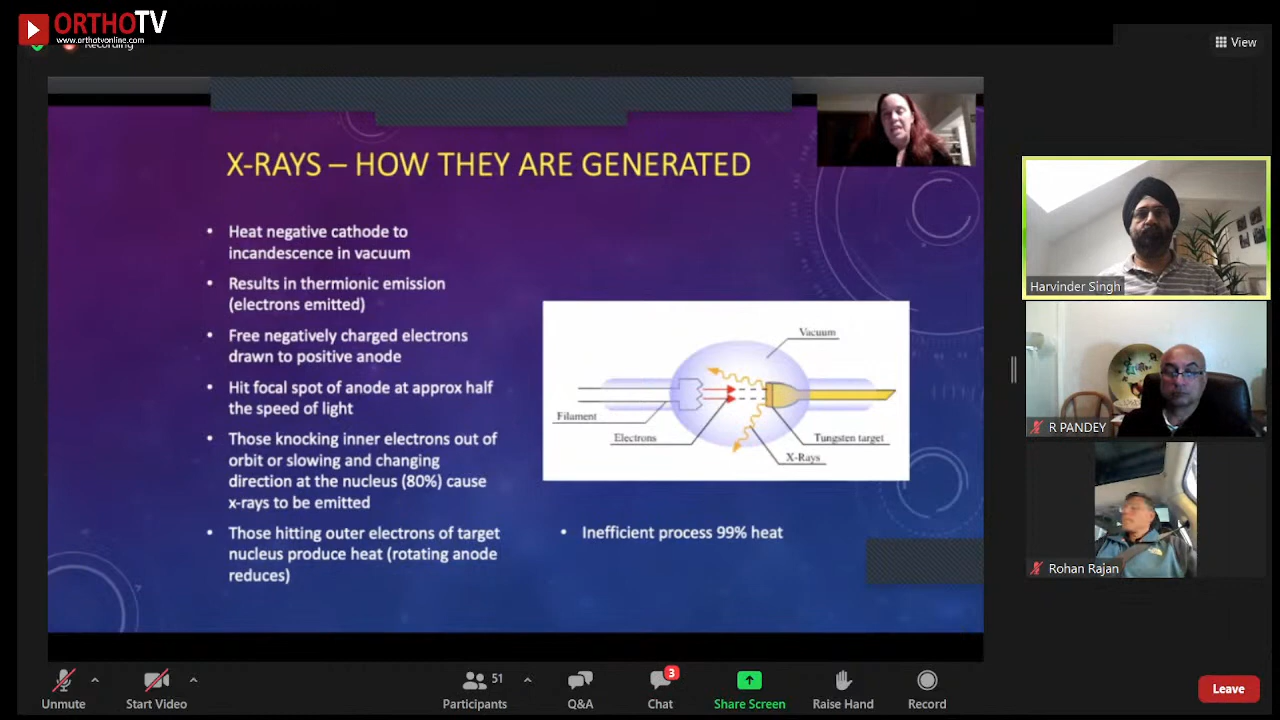 ORTHOTV
www.orthotvonline.com
Recording
View
X-RAYS – HOW THEY ARE GENERATED
• Heat negative cathode to
incandescence in vacuum
• Results in thermionic emission
(electrons emitted)
• Free negatively charged electrons
drawn to positive anode
• Hit focal spot of anode at approx half
the speed of light
• Those knocking inner electrons out of
orbit or slowing and changing
direction at the nucleus (80%) cause
x-rays to be emitted
• Those hitting outer electrons of target
nucleus produce heat (rotating anode
reduces)
Vacuum
Filament
Electrons
Tungsten target
X-Rays
• Inefficient process 99% heat
Harvinder Singh
R PANDEY
Rohan Rajan
Unmute
Start Video
51
Participants
Q&A
3
Chat
Share Screen
Raise Hand
Record
Leave